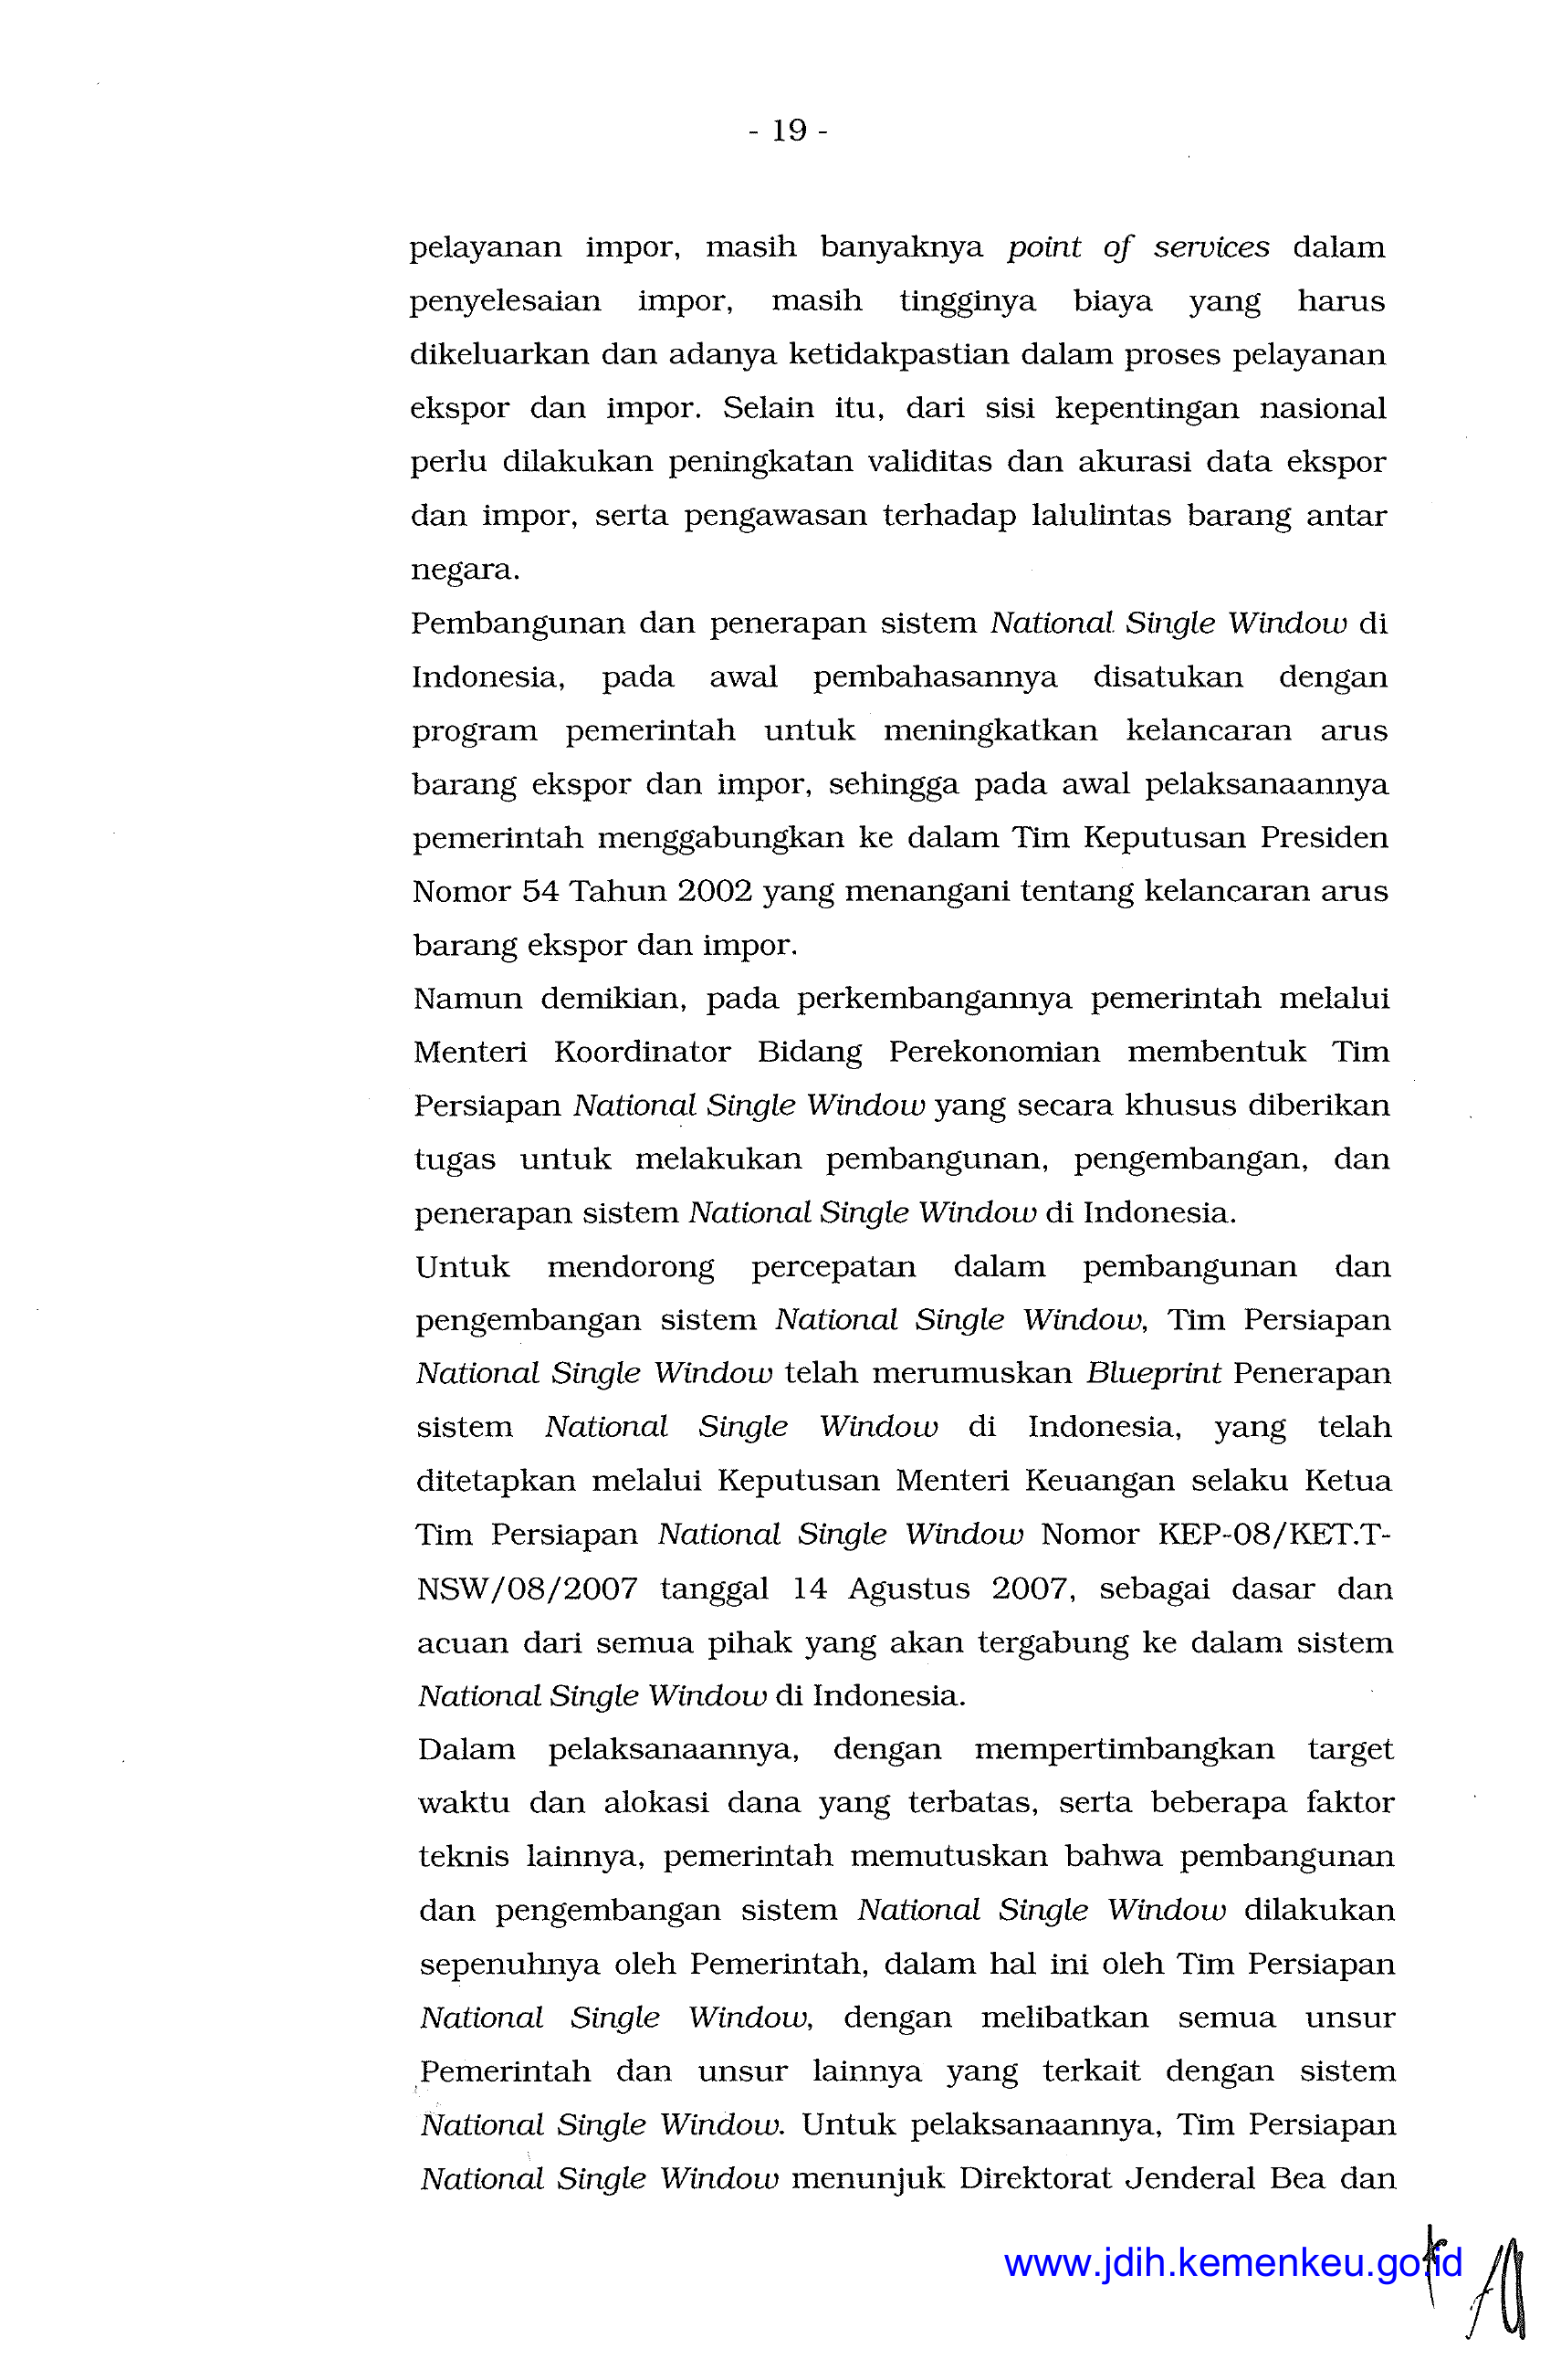 - 19 -
pelayanan impor, masih banyaknya point of services dalam
penyelesaian impor, masih tingginya biaya yang harus
dikeluarkan dan adanya ketidakpastian dalam proses pelayanan
ekspor dan impor. Selain itu, dari sisi kepentingan nasional
perlu dilakukan peningkatan validitas dan akurasi data ekspor
dan impor, serta pengawasan terhadap lalulintas barang antar
negara.
Pembangunan dan penerapan sistem National Single Window di
Indonesia, pada awal pembahasannya disatukan dengan
program pemerintah untuk meningkatkan kelancaran arus
barang ekspor dan impor, sehingga pada awal pelaksanaannya
pemerintah menggabungkan ke dalam Tim Keputusan Presiden
Nomor 54 Tahun 2002 yang menangani tentang kelancaran arus
barang ekspor dan impor.
Namun demikian, pada perkembangannya pemerintah melalui
Menteri Koordinator Bidang Perekonomian membentuk Tim
Persiapan National Single Window yang secara khusus diberikan
tugas untuk melakukan pembangunan, pengembangan, dan
penerapan sistem National Single Window di Indonesia.
Untuk mendorong percepatan dalam pembangunan dan
pengembangan sistem National Single Window, Tim Persiapan
National Single Window telah merumuskan Blueprint Penerapan
sistem National Single Window di Indonesia, yang telah
ditetapkan melalui Keputusan Menteri Keuangan selaku Ketua
Tim Persiapan National Single Window Nomor KEP-08/KET.T-
NSW/08/2007 tanggal 14 Agustus 2007, sebagai dasar dan
acuan dari semua pihak yang akan tergabung ke dalam sistem
National Single Window di Indonesia.
Dalam pelaksanaannya, dengan mempertimbangkan target
waktu dan alokasi dana yang terbatas, serta beberapa faktor
teknis lainnya, pemerintah memutuskan bahwa pembangunan
dan pengembangan sistem National Single Window dilakukan
sepenuhnya oleh Pemerintah, dalam hal ini oleh Tim Persiapan
National Single Window, dengan melibatkan semua unsur
Pemerintah dan unsur lainnya yang terkait dengan sistem
National Single Window. Untuk pelaksanaannya, Tim Persiapan
National Single Window menunjuk Direktorat Jenderal Bea dan
www.jdih.kemenkeu.go.id